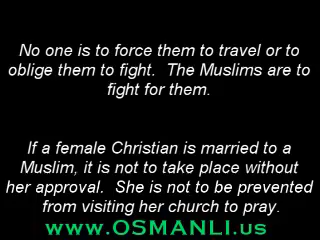 No one is to force them to travel or to
oblige them to fight.  The Muslims are to
fight for them.
If a female Christian is married to a
Muslim, it is not to take place without
her approval.  She is not to be prevented
from visiting her church to pray.
www.OSMANLI.us